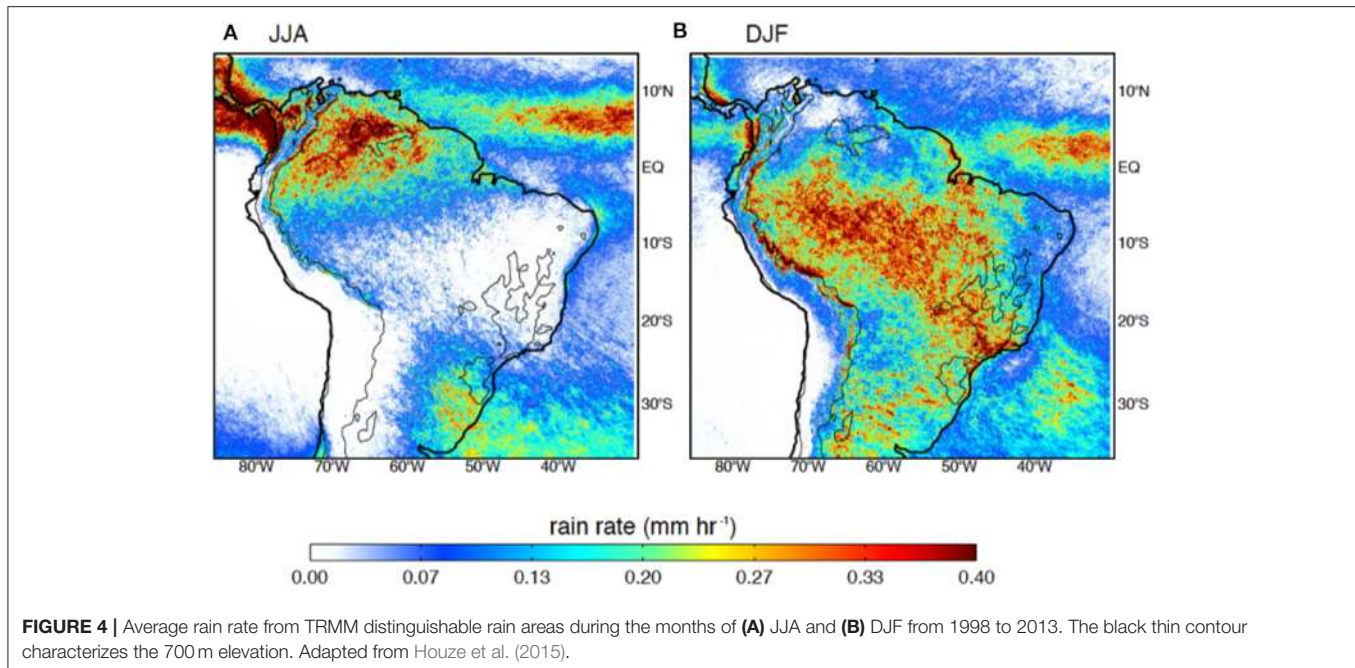 A JJA
B DJF
10°N
EQ
10°S
20°S
30°S
10°N
EQ
10°S
20°S
30°S
80°W 70°W 60°W 50°W 40°W
80°W 70°W 60°W 50°W 40°W
rain rate (mm hr⁻¹)
0.00 0.07 0.13 0.20 0.27 0.33 0.40
FIGURE 4 | Average rain rate from TRMM distinguishable rain areas during the months of (A) JJA and (B) DJF from 1998 to 2013. The black thin contour
characterizes the 700 m elevation. Adapted from Houze et al. (2015).